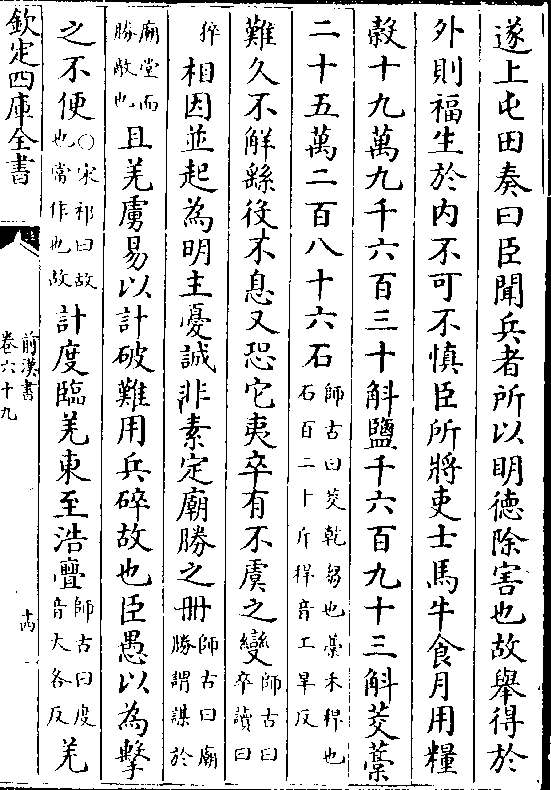 遂上屯田奏曰臣聞兵者所以明德除害也故舉得於
外則福生於内不可不慎臣所將吏士馬牛食月用糧
榖十九萬九千六百三十斛鹽千六百九十三斛茭藁
二十五萬二百八十六石師古曰茭乾芻也藁禾稈也石百二十斤稈音工旱反
難久不解繇役不息又恐它夷卒有不虞之變師古曰卒讀曰
猝相因並起為明主憂誠非素定廟勝之冊師古曰廟勝謂謀於
廟堂而勝敵也且羌虜易以計破難用兵碎故也臣愚以為擊
之不便○宋祁曰故也當作也故計度臨羌東至浩亹師古曰度音大各反羌
欽定四庫全書
前漢書
卷六十九
十四